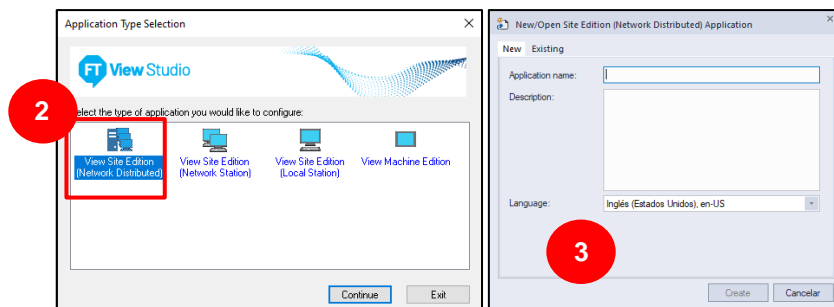 Application Type Selection
FT View Studio
2
elect the type of application you would like to configure:
View Site Edition
(Network Distributed)
View Site Edition
(Network Station)
View Site Edition
(Local Station)
View Machine Edition
Continue
Exit
New/Open Site Edition (Network Distributed) Application
New Existing
Application name:
Description:
Language:
Inglés (Estados Unidos), en-US
3
Create
Cancelar